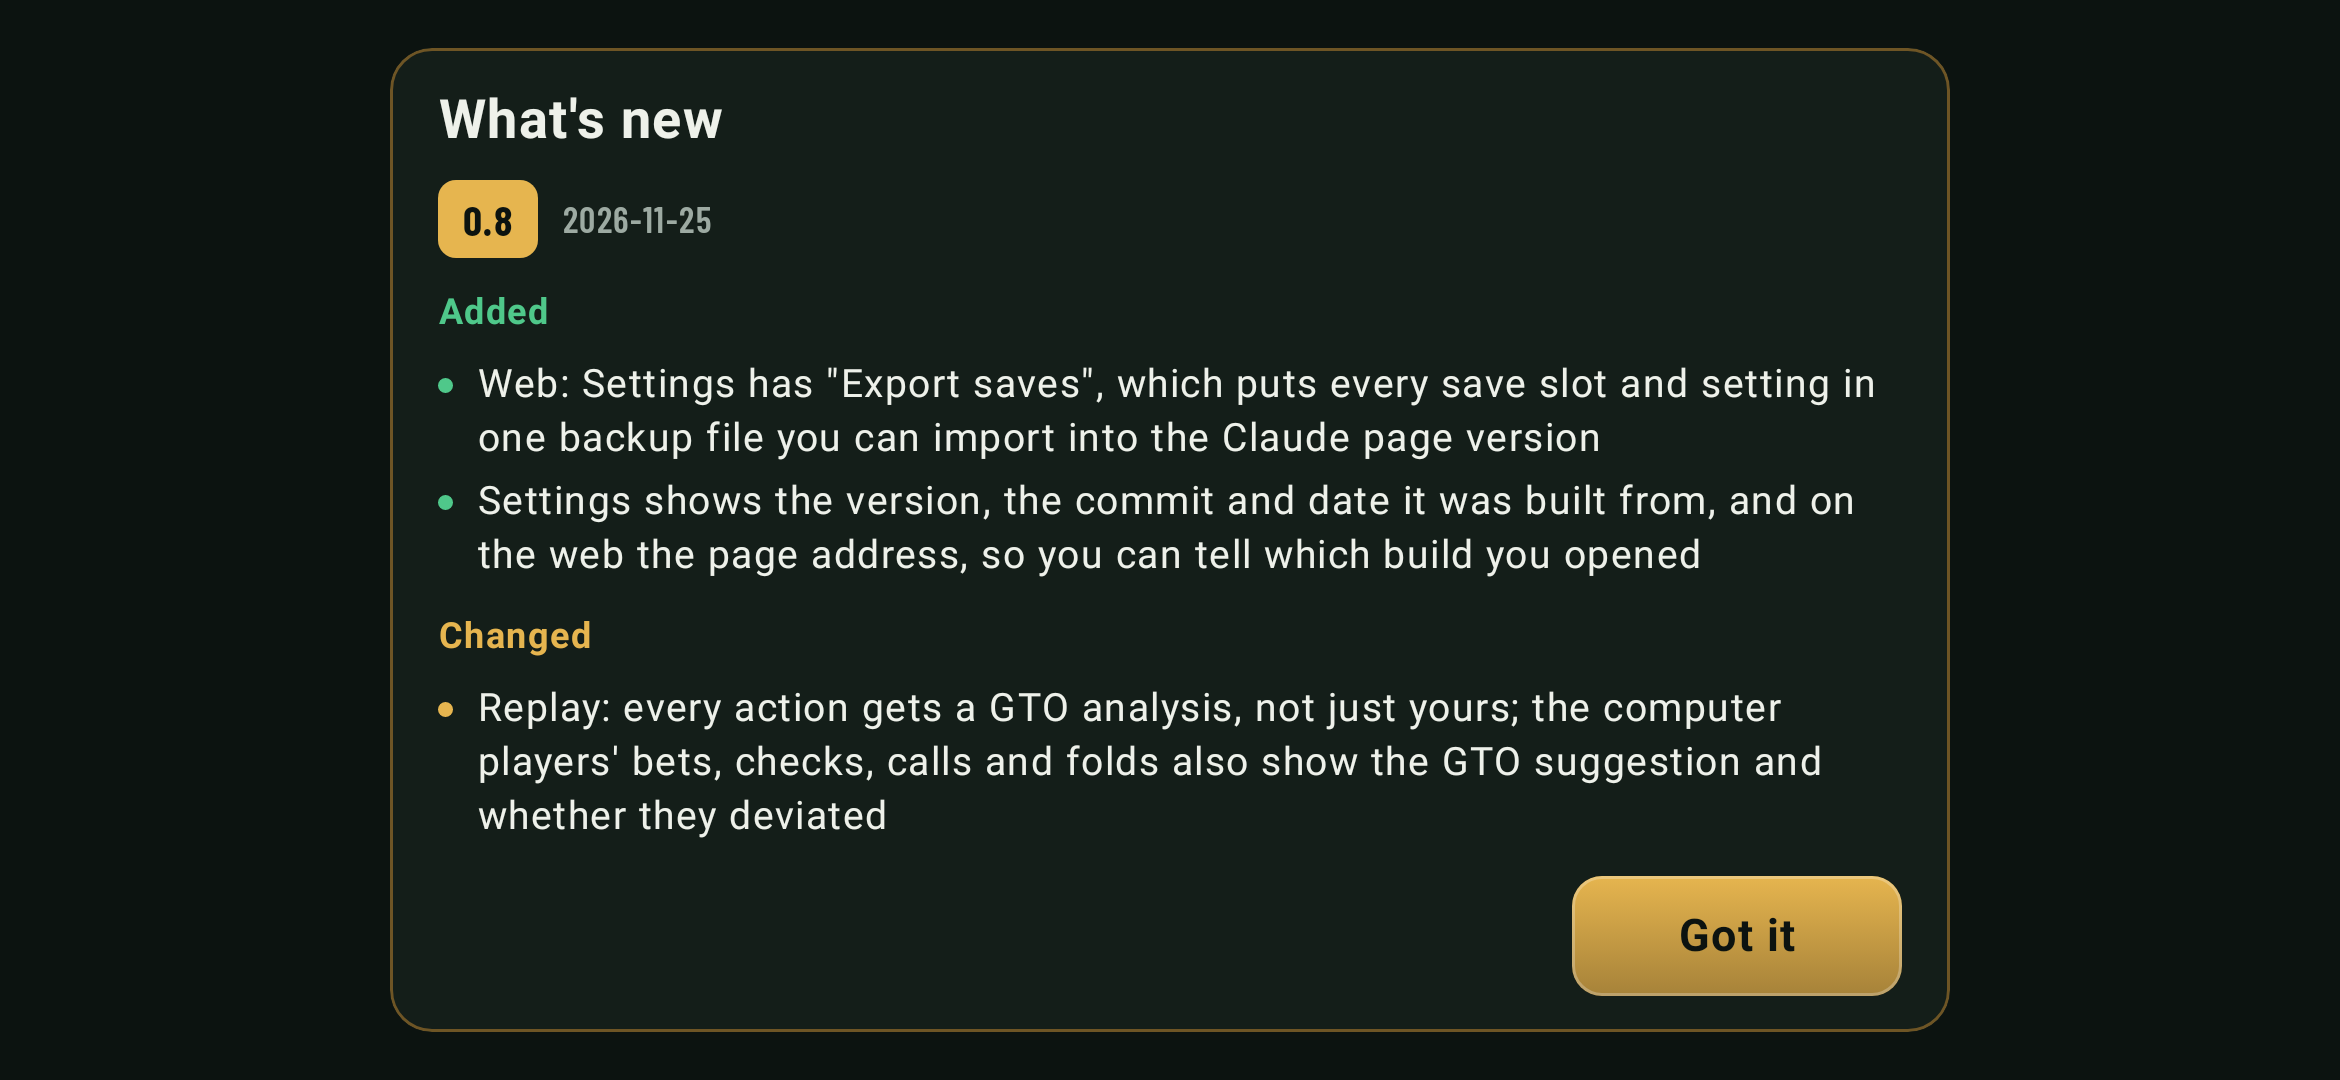 What's new
0.8 2026-11-25
Added
Web: Settings has "Export saves", which puts every save slot and setting in
one backup file you can import into the Claude page version
Settings shows the version, the commit and date it was built from, and on
the web the page address, so you can tell which build you opened
Changed
Replay: every action gets a GTO analysis, not just yours; the computer
players' bets, checks, calls and folds also show the GTO suggestion and
whether they deviated
Got it